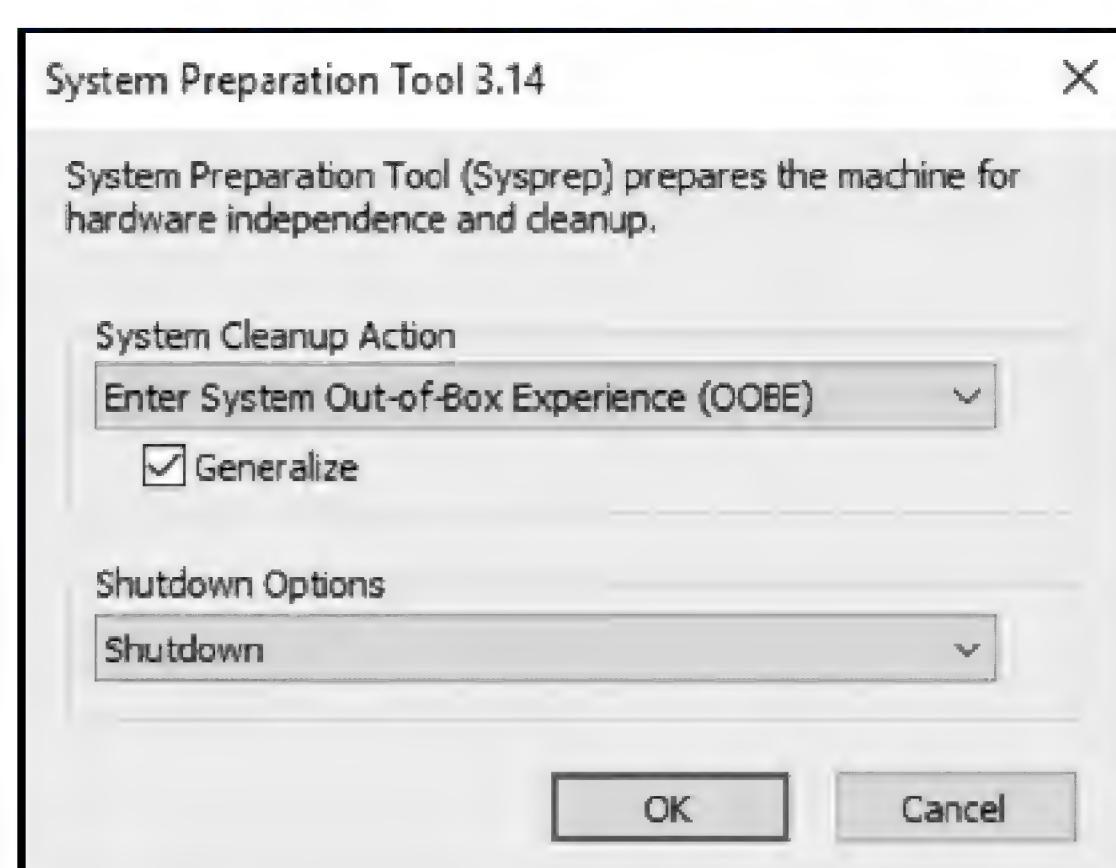 System Preparation Tool 3.14
System Preparation Tool (Sysprep) prepares the machine for
hardware independence and cleanup.
System Cleanup Action
Enter System Out-of-Box Experience (OOBE)
Generalize
Shutdown Options
Shutdown
OK
Cancel